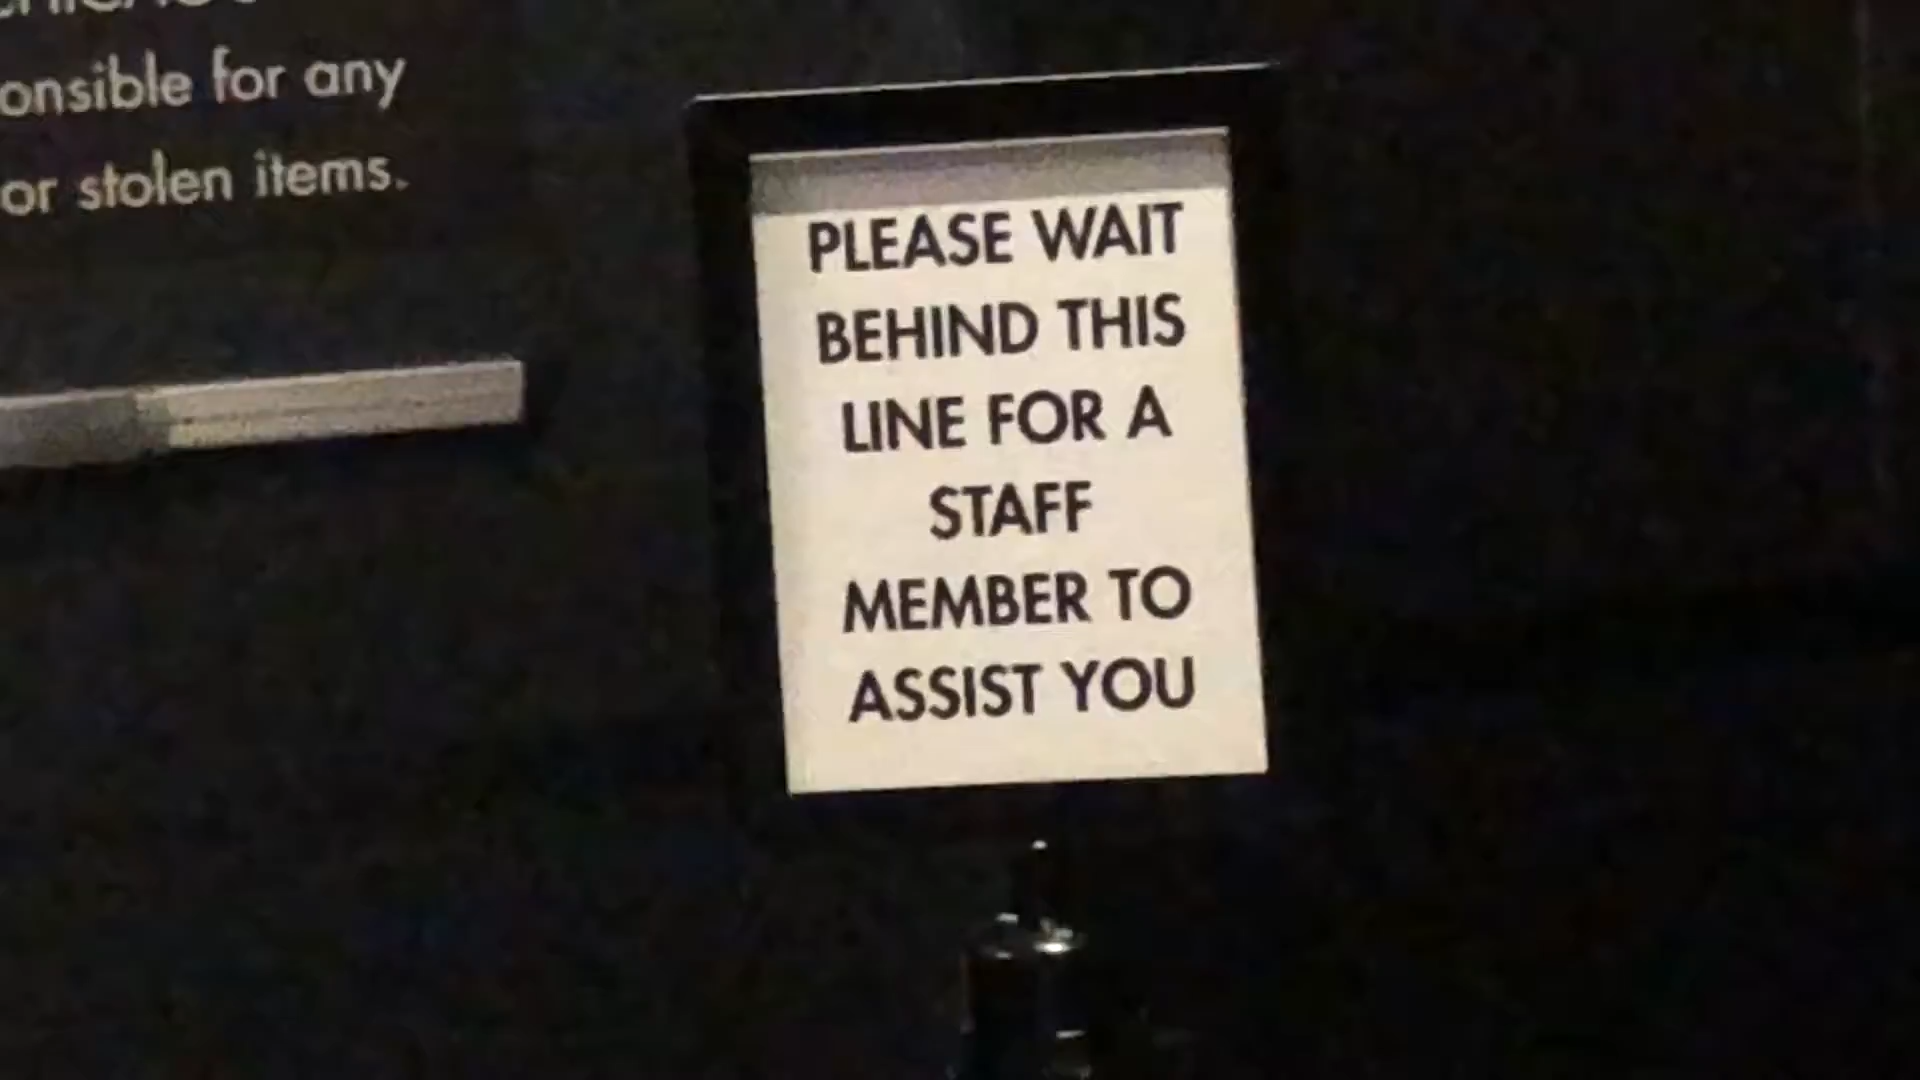 onsible for any
or stolen items.
PLEASE WAIT
BEHIND THIS
LINE FOR A
STAFF
MEMBER TO
ASSIST YOU